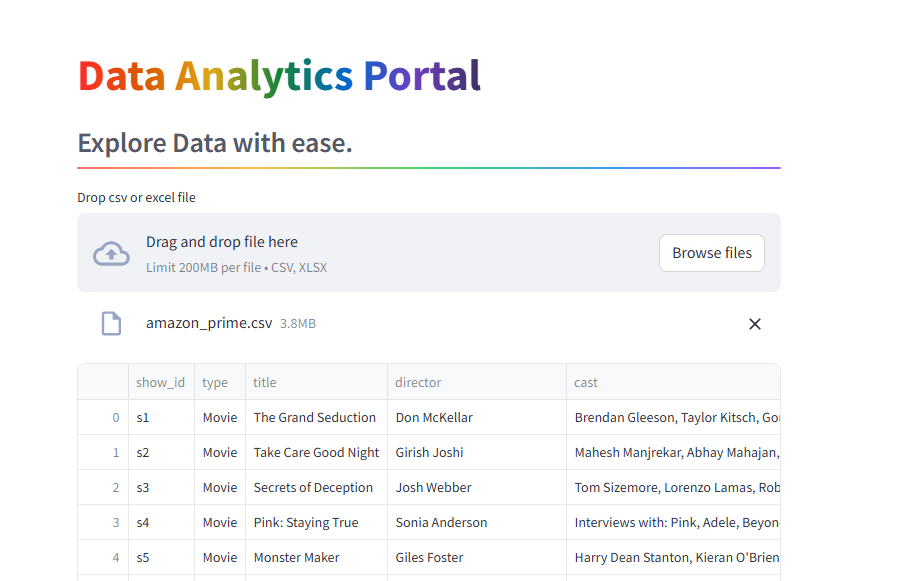 Data Analytics Portal
Explore Data with ease.
Drop csv or excel file
Drag and drop file here
Limit 200MB per file • CSV, XLSX
Browse files
amazon_prime.csv 3.8MB
show_id type title director cast
0 s1 Movie The Grand Seduction Don McKellar Brendan Gleeson, Taylor Kitsch, Gor
1 s2 Movie Take Care Good Night Girish Joshi Mahesh Manjrekar, Abhay Mahajan,
2 s3 Movie Secrets of Deception Josh Webber Tom Sizemore, Lorenzo Lamas, Rob
3 s4 Movie Pink: Staying True Sonia Anderson Interviews with: Pink, Adele, Beyon
4 s5 Movie Monster Maker Giles Foster Harry Dean Stanton, Kieran O'Brien